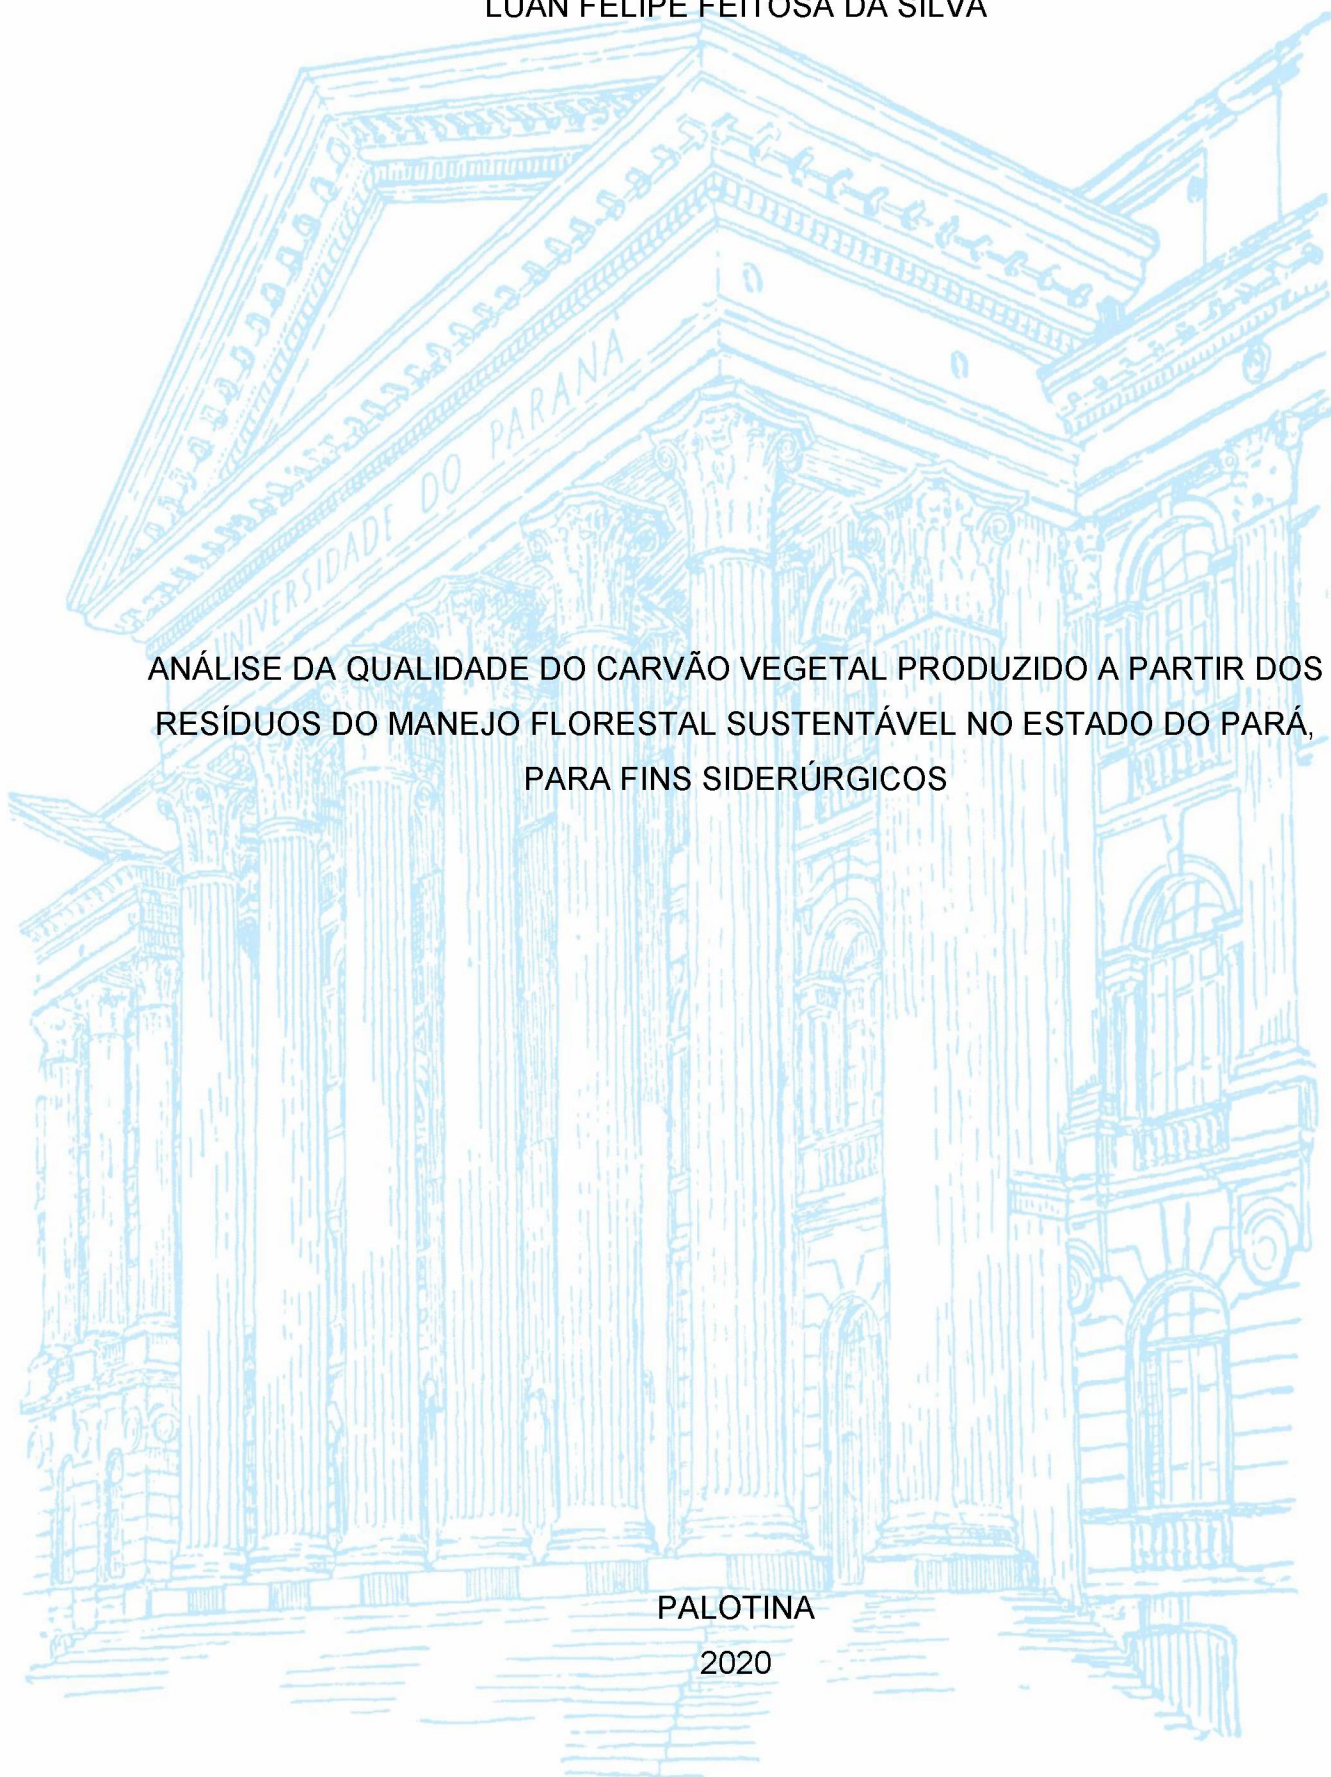 LUAN FELIPE FEITOSA DA SILVA
UNIVERSIDADE DO PARANÁ
ANÁLISE DA QUALIDADE DO CARVÃO VEGETAL PRODUZIDO A PARTIR DOS
RESÍDUOS DO MANEJO FLORESTAL SUSTENTÁVEL NO ESTADO DO PARÁ,
PARA FINS SIDERÚRGICOS
PALOTINA
2020